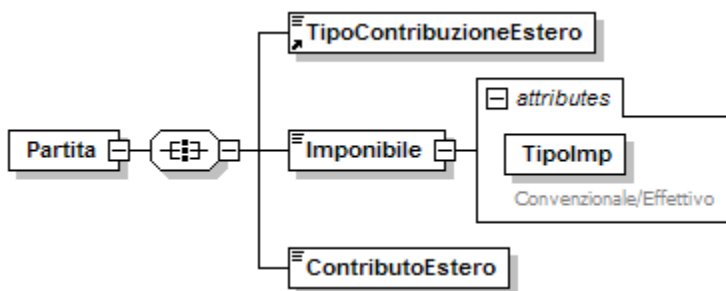 TipoContribuzioneEstero
attributes
Partita
Imponibile
TipoImp
Convenzionale/Effettivo
ContributoEstero